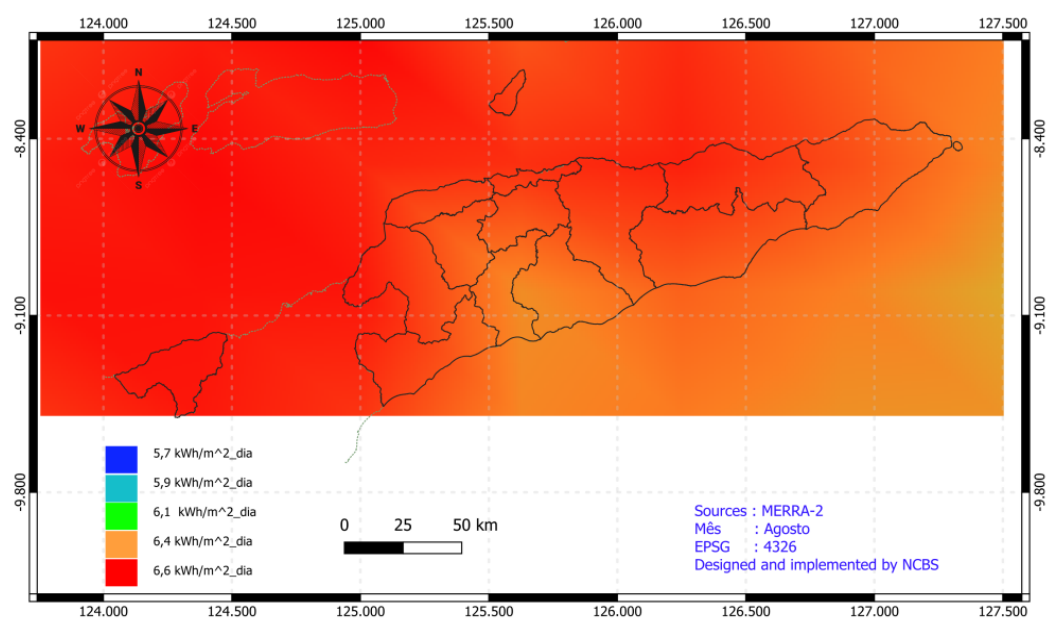 124.000 124.500 125.000 125.500 126.000 126.500 127.000 127.500
N
W E
S
-8.400 -8.400
-9.100 -9.100
-9.800 -9.800
5,7 kWh/m^2_dia
5,9 kWh/m^2_dia
6,1 kWh/m^2_dia
6,4 kWh/m^2_dia
6,6 kWh/m^2_dia
0 25 50 km
Sources : MERRA-2
Mês : Agosto
EPSG : 4326
Designed and implemented by NCBS
124.000 124.500 125.000 125.500 126.000 126.500 127.000 127.500